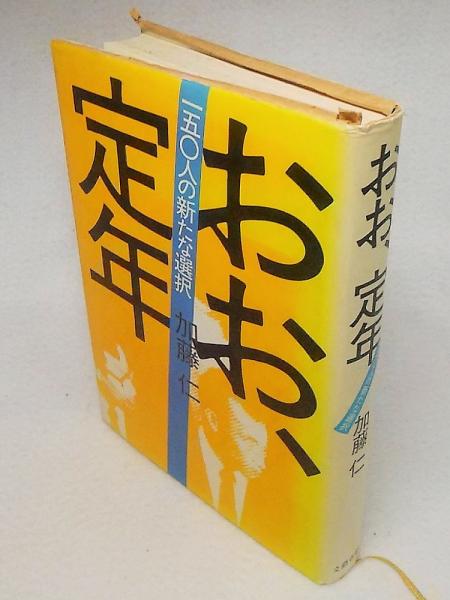 おお、
定年
一五〇人の新たな選択
加藤仁
おお、定年
加藤仁